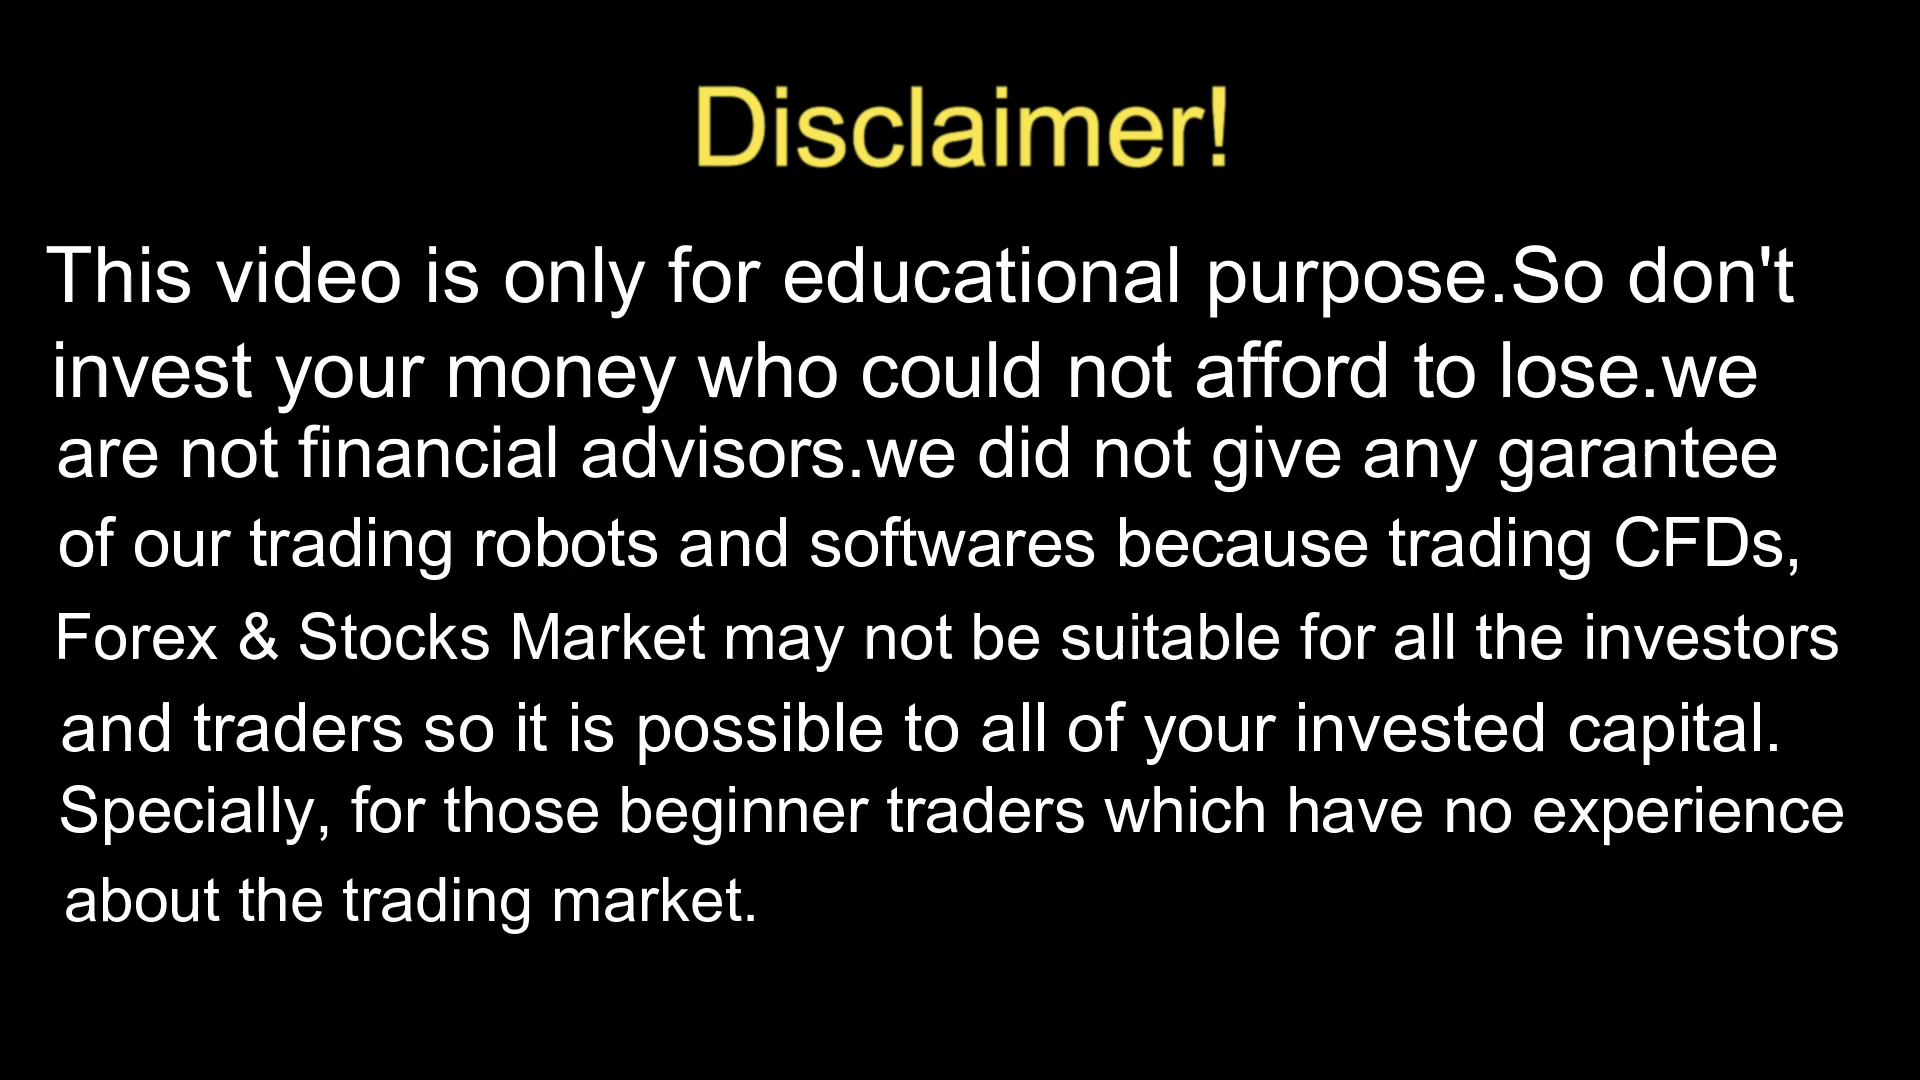 Disclaimer!
This video is only for educational purpose.So don't
invest your money who could not afford to lose.we
are not financial advisors.we did not give any garantee
of our trading robots and softwares because trading CFDs,
Forex & Stocks Market may not be suitable for all the investors
and traders so it is possible to all of your invested capital.
Specially, for those beginner traders which have no experience
about the trading market.